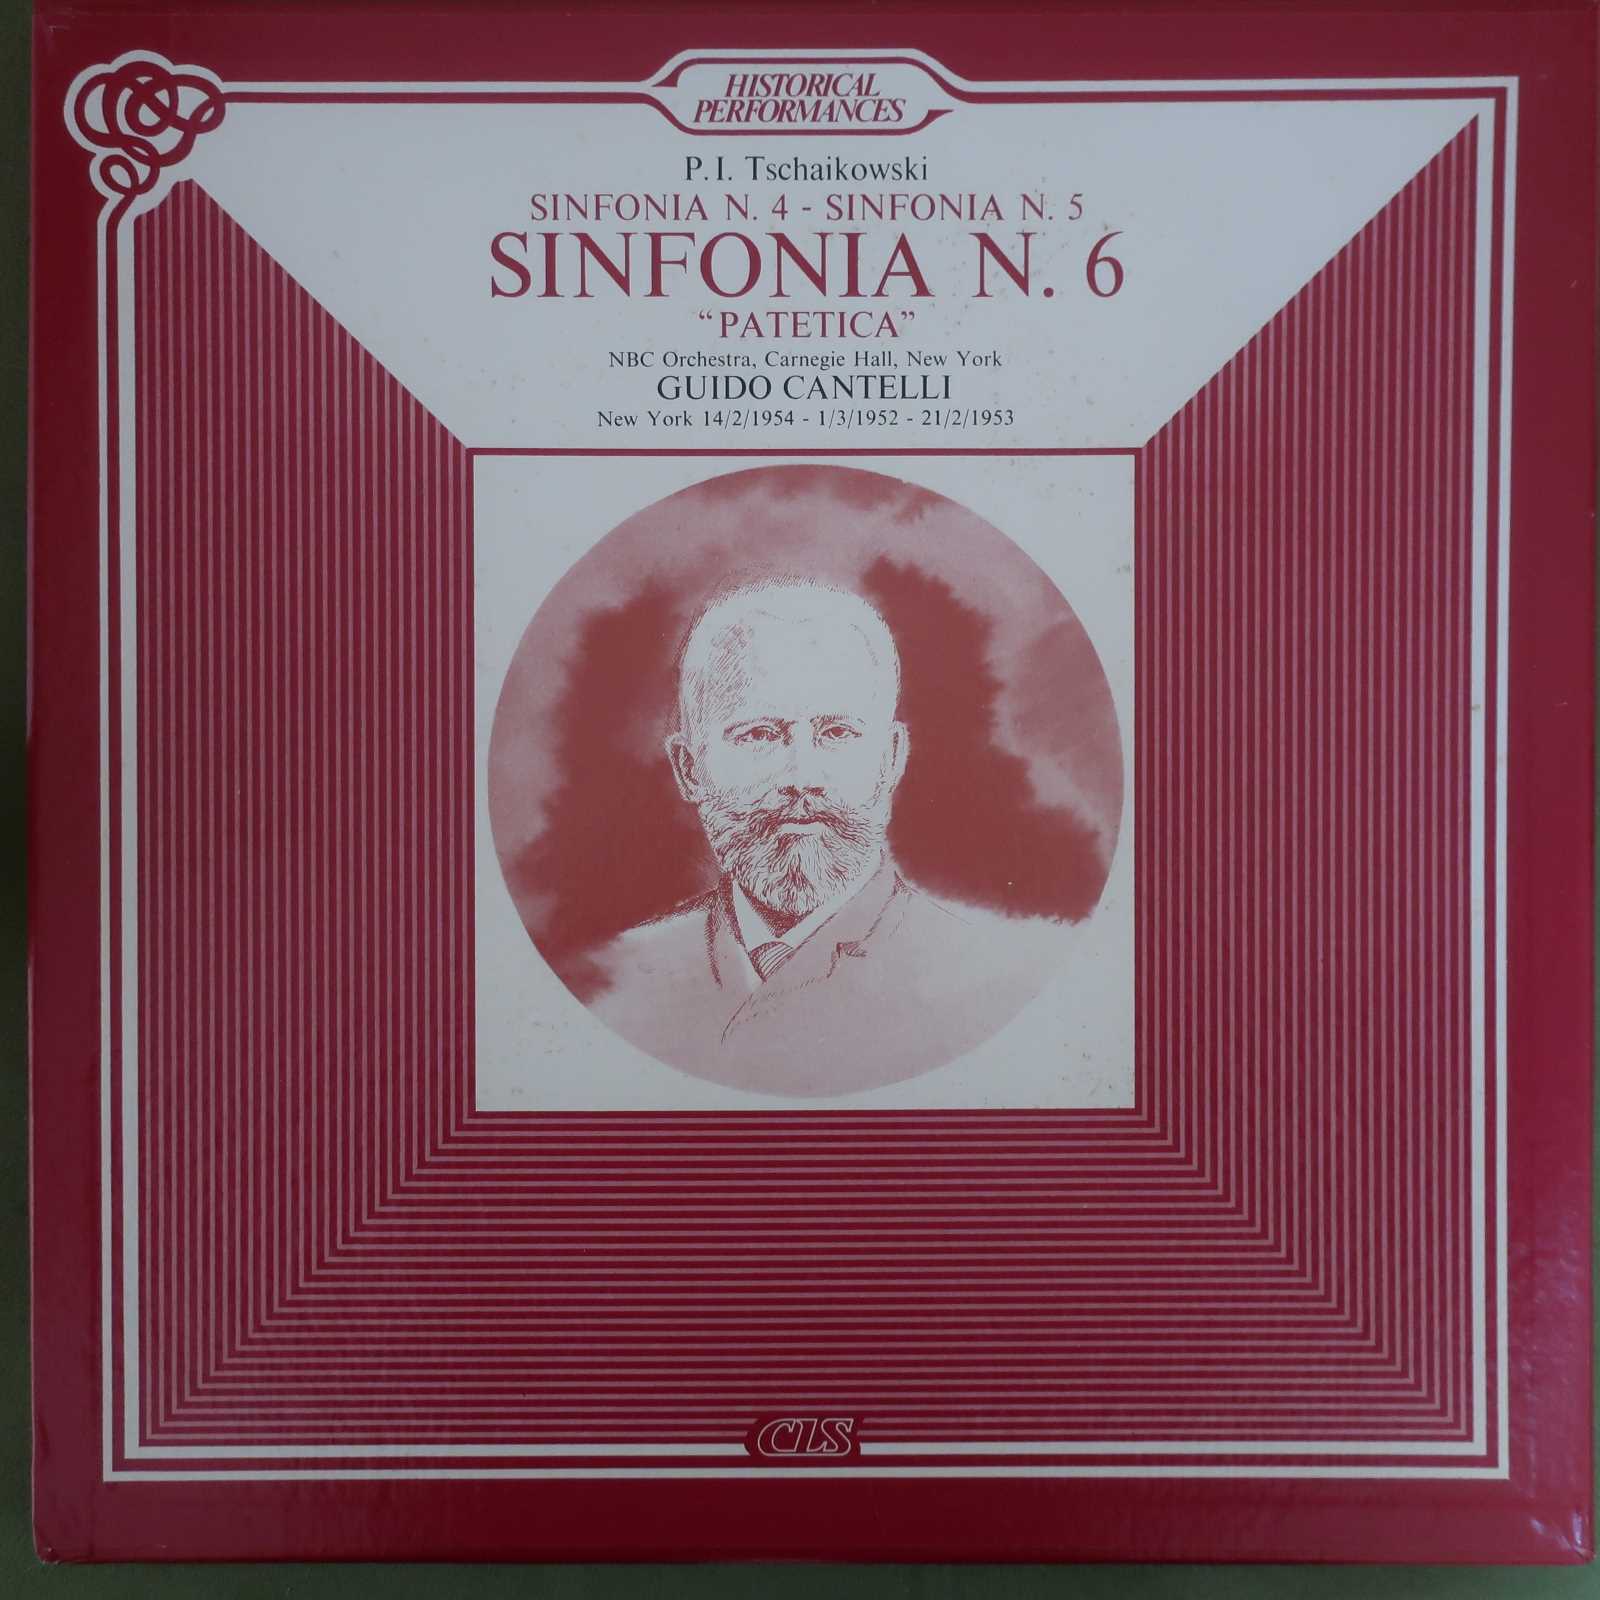 HISTORICAL
PERFORMANCES
P. I. Tschaikowski
SINFONIA N. 4 - SINFONIA N. 5
SINFONIA N. 6
“PATETICA”
NBC Orchestra, Carnegie Hall, New York
GUIDO CANTELLI
New York 14/2/1954 - 1/3/1952 - 21/2/1953
CLS